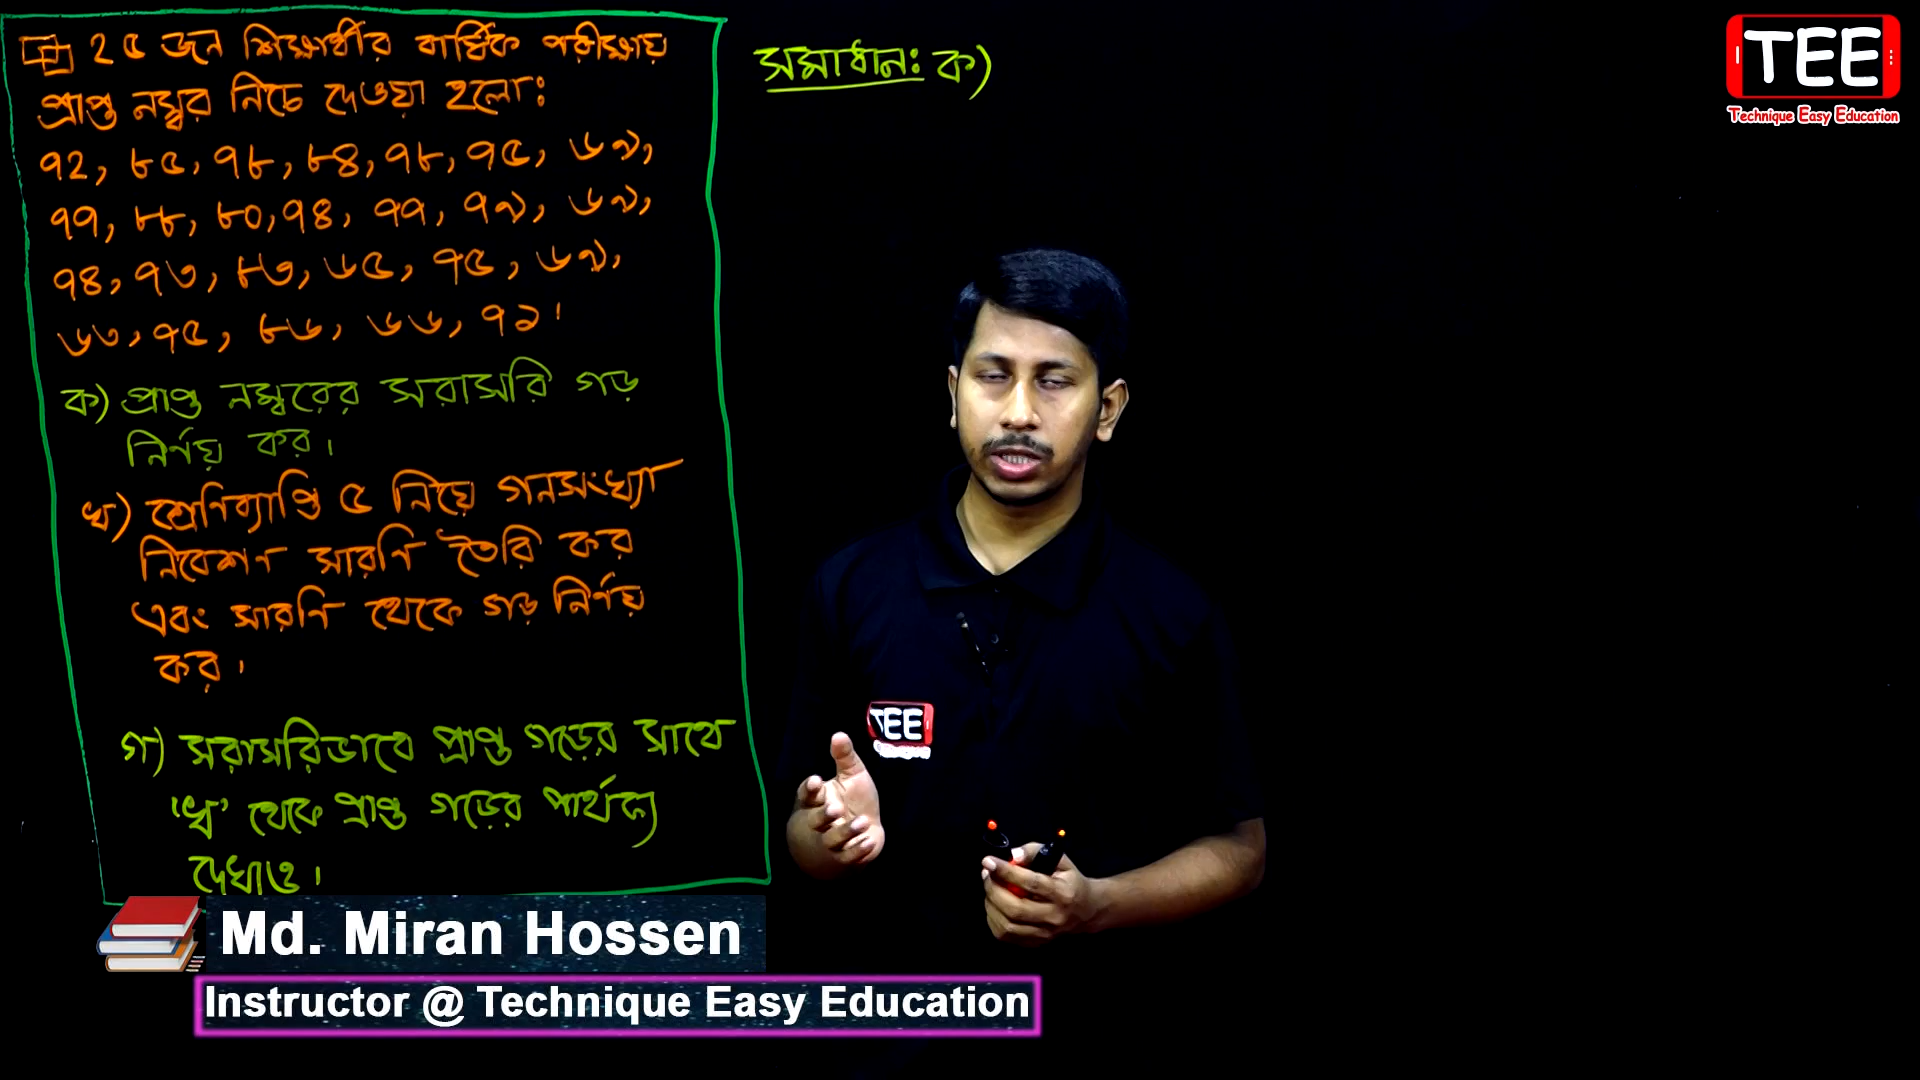 ২৫ জন শিক্ষার্থীর বার্ষিক পরীক্ষায়
প্রাপ্ত নম্বর নিচে দেওয়া হলো:
৭২, ৮৫, ৭৮, ৮৪, ৭৮, ৭৫, ৬৯,
৭৭, ৮৮, ৮০, ৭৪, ৭৭, ৭৯, ৬৯,
৭৪, ৭৩, ৮৩, ৬৫, ৭৫, ৬৯,
৬৩, ৭৫, ৮৬, ৬৬, ৭১।
ক) প্রাপ্ত নম্বরের সরাসরি গড়
নির্ণয় কর।
খ) শ্রেণিব্যাপ্তি ৫ নিয়ে গনসংখ্যা
নিবেশণ সারণি তৈরি কর
এবং সারণি থেকে গড় নির্ণয়
কর।
গ) সরাসরিভাবে প্রাপ্ত গড়ের সাথে
'খ' থেকে প্রাপ্ত গড়ের পার্থক্য
দেখাও।
সমাধান: ক)
TEE
Technique Easy Education
TEE
Md. Miran Hossen
Instructor @ Technique Easy Education